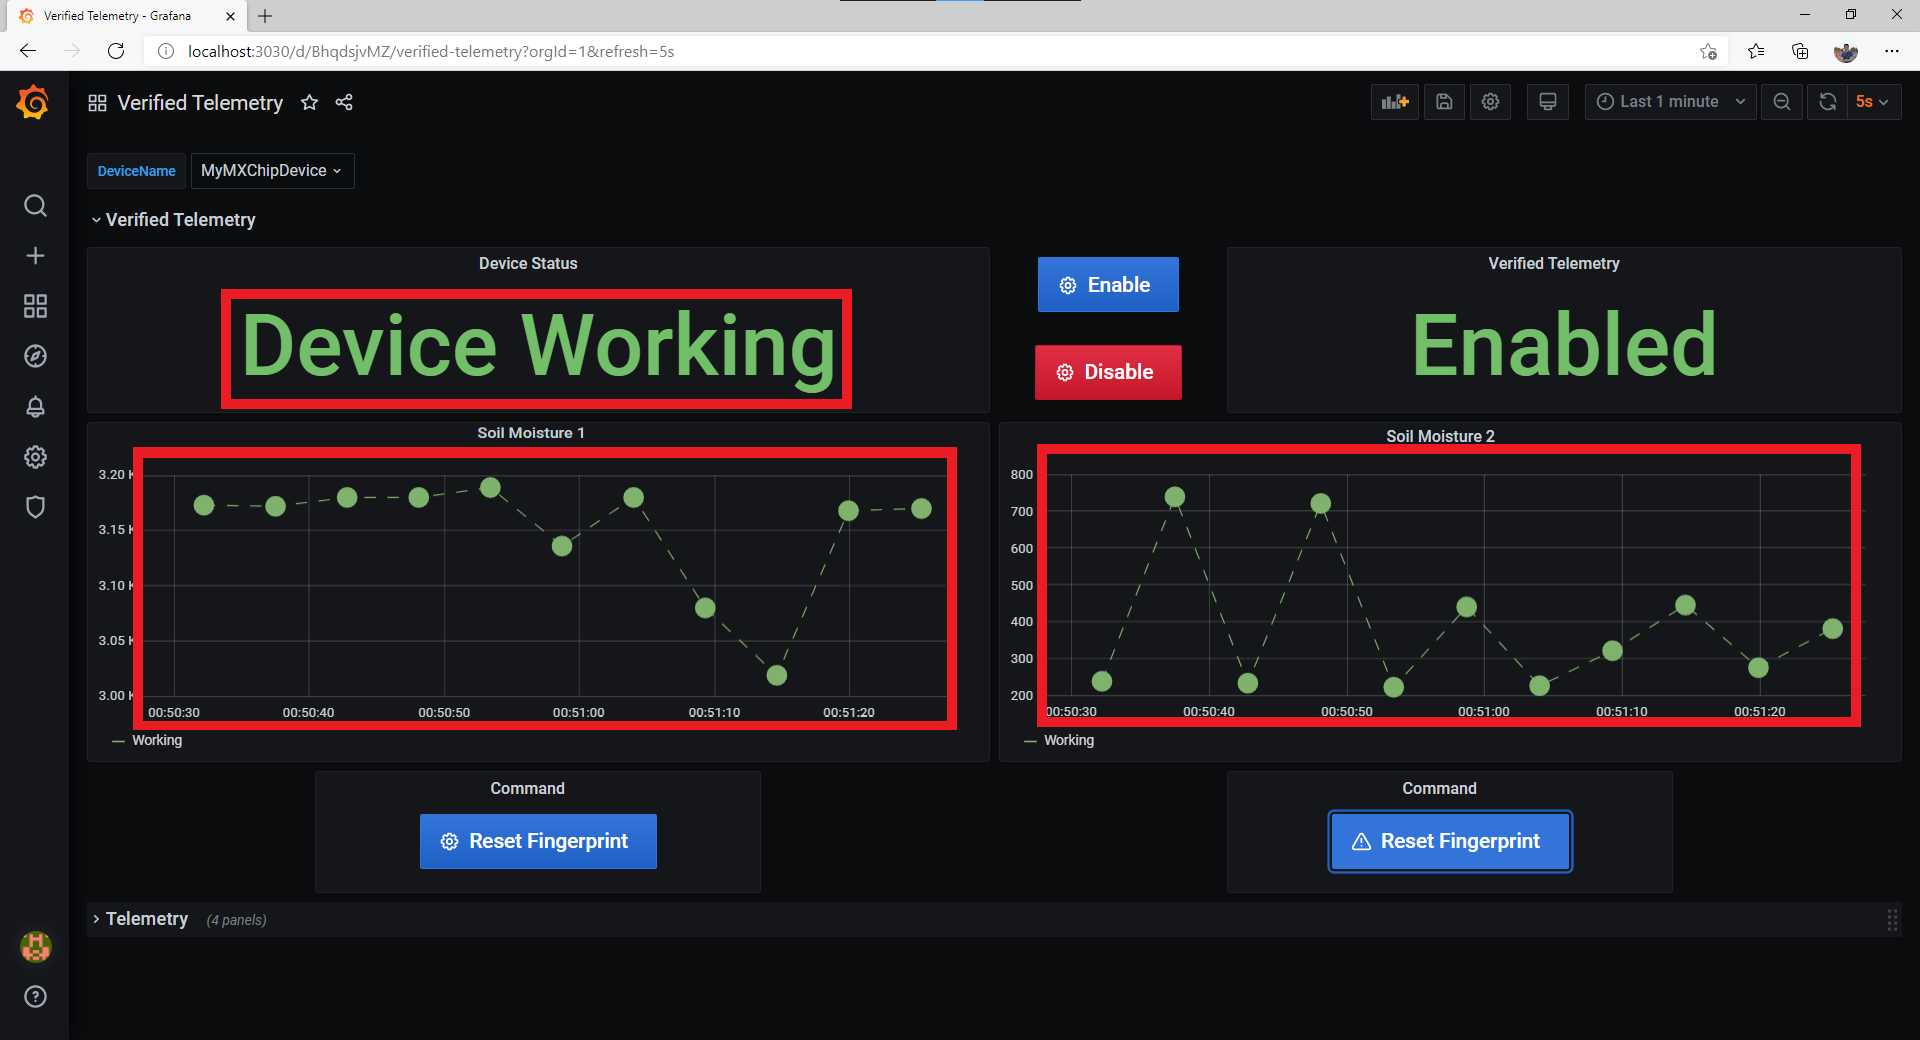 Verified Telemetry - Grafana
localhost:3030/d/BhqdsjvMZ/verified-telemetry?orgId=1&refresh=5s
Verified Telemetry
Last 1 minute
5s
DeviceName
MyMXChipDevice
Verified Telemetry
Device Status
Device Working
Enable
Disable
Verified Telemetry
Enabled
Soil Moisture 1
3.20 K
3.15 K
3.10 K
3.05 K
3.00 K
00:50:30 00:50:40 00:50:50 00:51:00 00:51:10 00:51:20
Working
Soil Moisture 2
800
700
600
500
400
300
200
00:50:30 00:50:40 00:50:50 00:51:00 00:51:10 00:51:20
Working
Command
Reset Fingerprint
Command
Reset Fingerprint
Telemetry (4 panels)